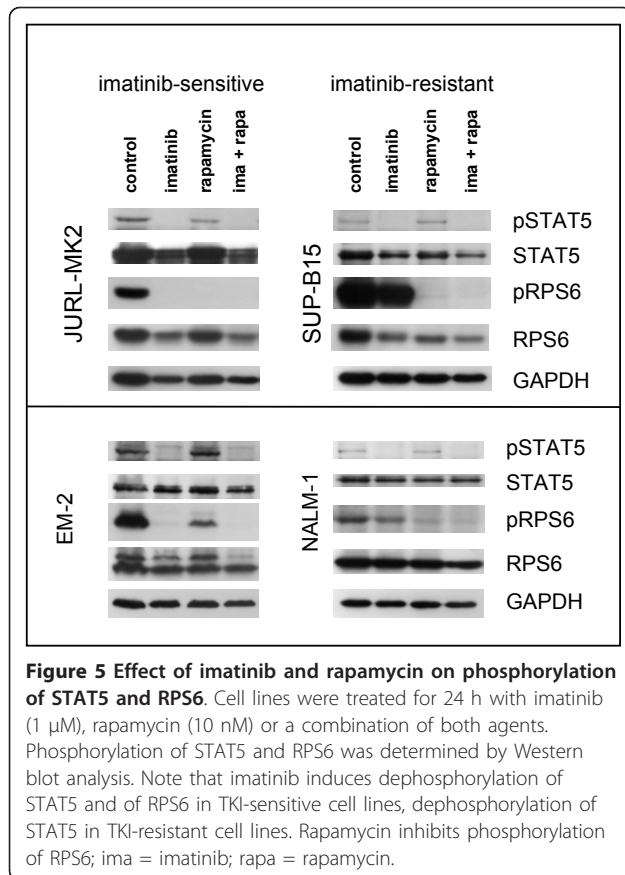 imatinib-sensitive
imatinib-resistant
control
imatinib
rapamycin
ima + rapa
control
imatinib
rapamycin
ima + rapa
JURL-MK2
SUP-B15
pSTAT5
STAT5
pRPS6
RPS6
GAPDH
EM-2
NALM-1
pSTAT5
STAT5
pRPS6
RPS6
GAPDH
Figure 5 Effect of imatinib and rapamycin on phosphorylation
of STAT5 and RPS6. Cell lines were treated for 24 h with imatinib
(1 μM), rapamycin (10 nM) or a combination of both agents.
Phosphorylation of STAT5 and RPS6 was determined by Western
blot analysis. Note that imatinib induces dephosphorylation of
STAT5 and of RPS6 in TKI-sensitive cell lines, dephosphorylation of
STAT5 in TKI-resistant cell lines. Rapamycin inhibits phosphorylation
of RPS6; ima = imatinib; rapa = rapamycin.